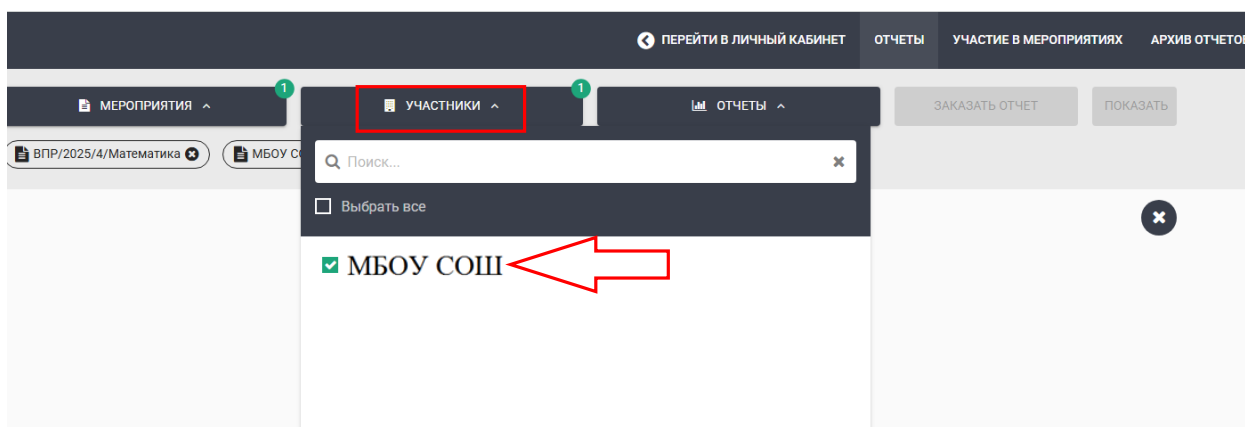 ПЕРЕЙТИ В ЛИЧНЫЙ КАБИНЕТ ОТЧЕТЫ УЧАСТИЕ В МЕРОПРИЯТИЯХ АРХИВ ОТЧЕТО
МЕРОПРИЯТИЯ 1 УЧАСТНИКИ 1 ОТЧЕТЫ ЗАКАЗАТЬ ОТЧЕТ ПОКАЗАТЬ
ВПР/2025/4/Математика МБОУ СО
Поиск...
Выбрать все
МБОУ СОШ